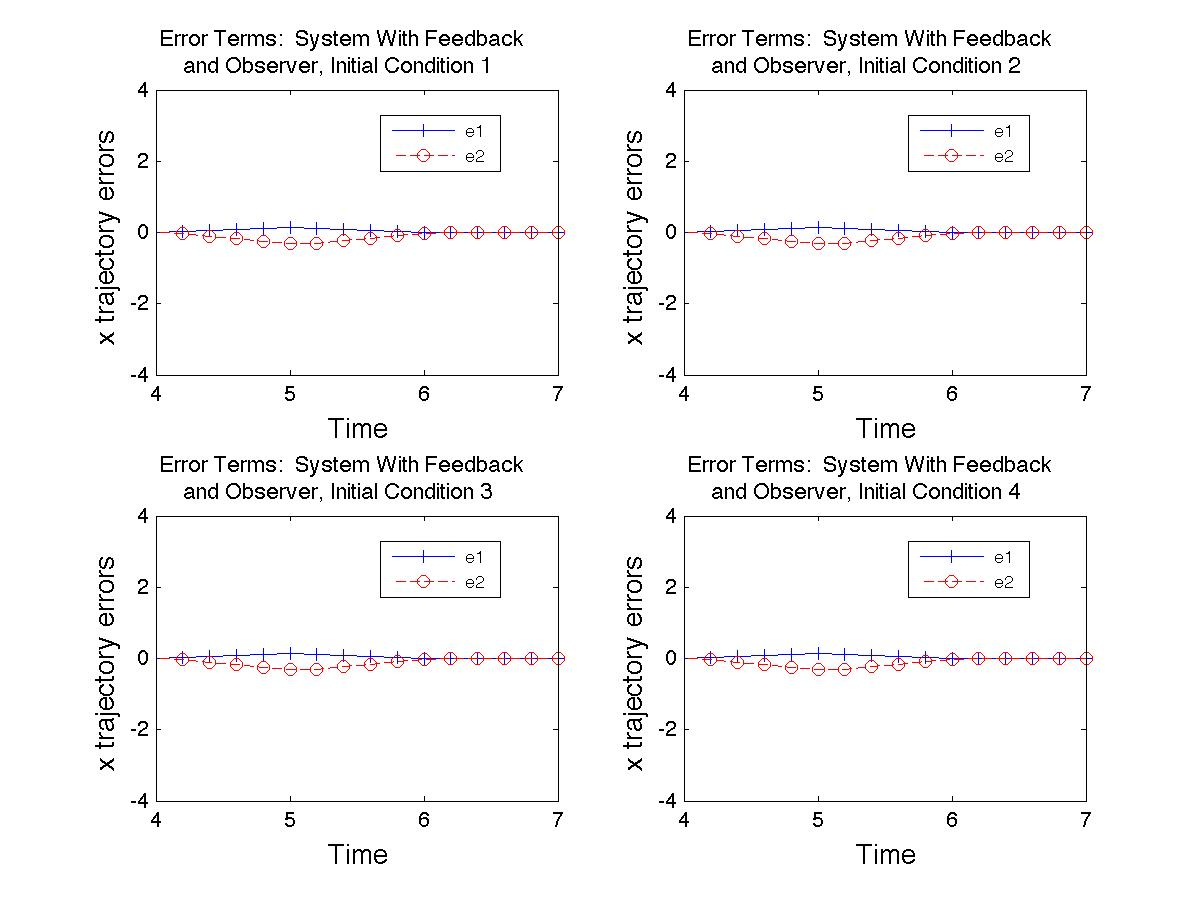 Error Terms:  System With Feedback
and Observer, Initial Condition 1
4
2
0
-2
-4
x trajectory errors
e1
e2
4
5
6
7
Time
Error Terms:  System With Feedback
and Observer, Initial Condition 2
4
2
0
-2
-4
x trajectory errors
e1
e2
4
5
6
7
Time
Error Terms:  System With Feedback
and Observer, Initial Condition 3
4
2
0
-2
-4
x trajectory errors
e1
e2
4
5
6
7
Time
Error Terms:  System With Feedback
and Observer, Initial Condition 4
4
2
0
-2
-4
x trajectory errors
e1
e2
4
5
6
7
Time